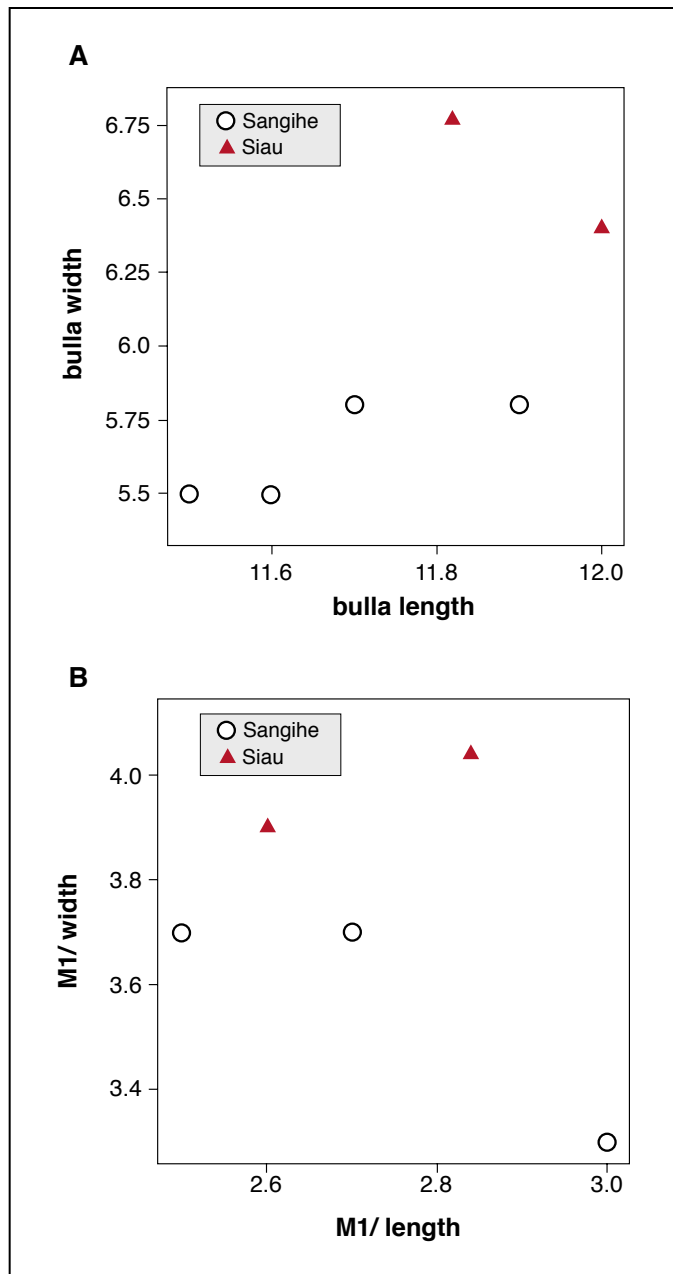 A
Sangihe
Siau
6.75
6.5
6.25
6.0
5.75
5.5
bulla width
11.6 11.8 12.0
bulla length
B
Sangihe
Siau
4.0
3.8
3.6
3.4
M1/ width
2.6 2.8 3.0
M1/ length